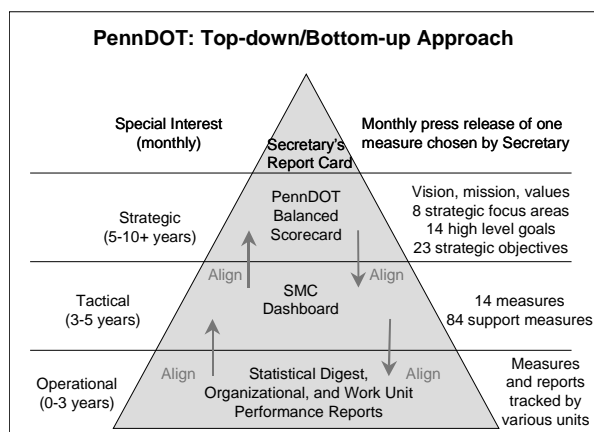 PennDOT: Top-down/Bottom-up Approach
Special Interest
(monthly)
Secretary's
Report Card
Monthly press release of one
measure chosen by Secretary
Strategic
(5-10+ years)
PennDOT
Balanced
Scorecard
Vision, mission, values
8 strategic focus areas
14 high level goals
23 strategic objectives
Align
Align
Tactical
(3-5 years)
SMC
Dashboard
14 measures
84 support measures
Align
Align
Operational
(0-3 years)
Statistical Digest,
Organizational, and Work Unit
Performance Reports
Measures
and reports
tracked by
various units